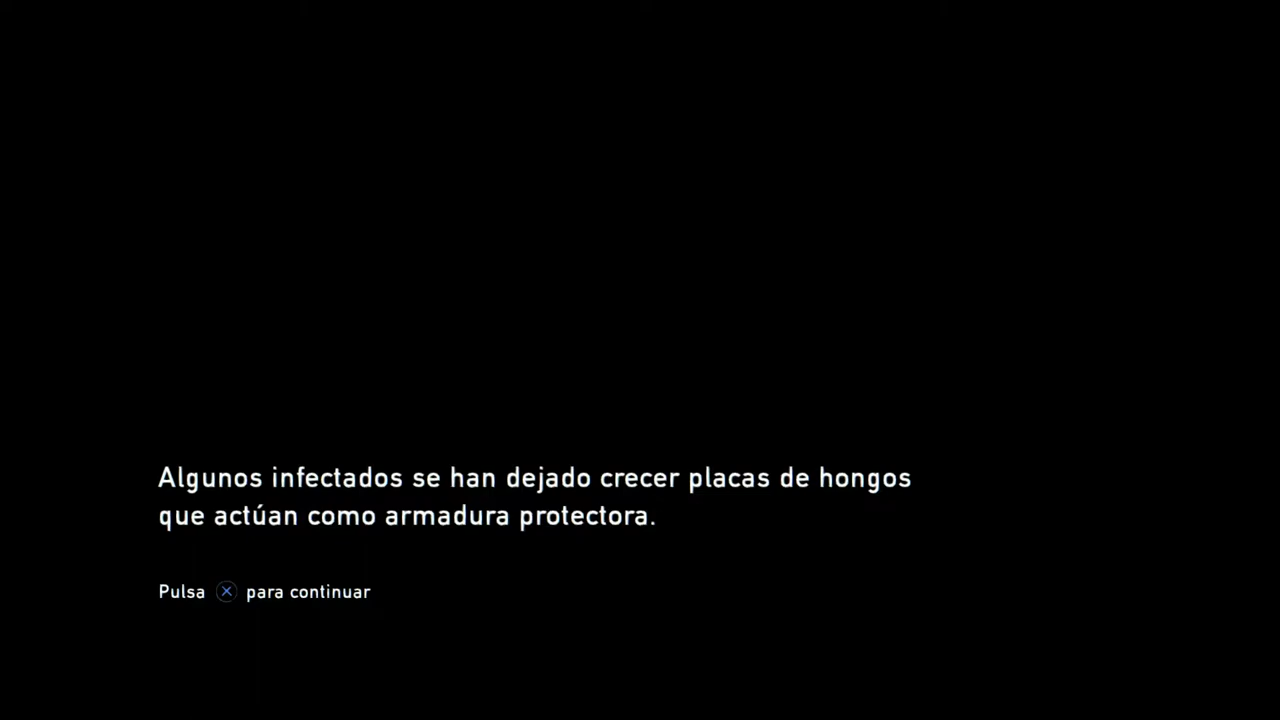 Algunos infectados se han dejado crecer placas de hongos
que actúan como armadura protectora.
Pulsa ⓧ para continuar